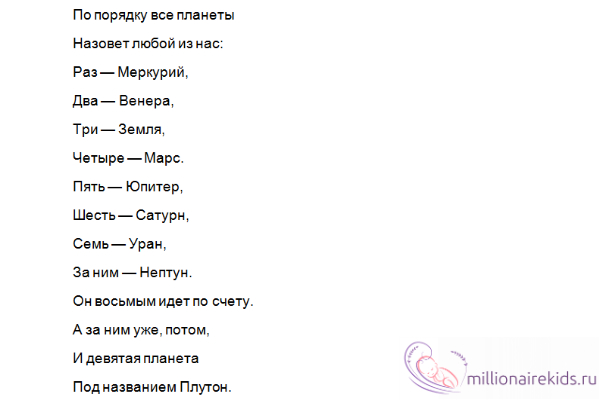 По порядку все планеты
Назовет любой из нас:
Раз — Меркурий,
Два — Венера,
Три — Земля,
Четыре — Марс.
Пять — Юпитер,
Шесть — Сатурн,
Семь — Уран,
За ним — Нептун.
Он восьмым идет по счету.
А за ним уже, потом,
И девятая планета
Под названием Плутон.
millionairekids.ru